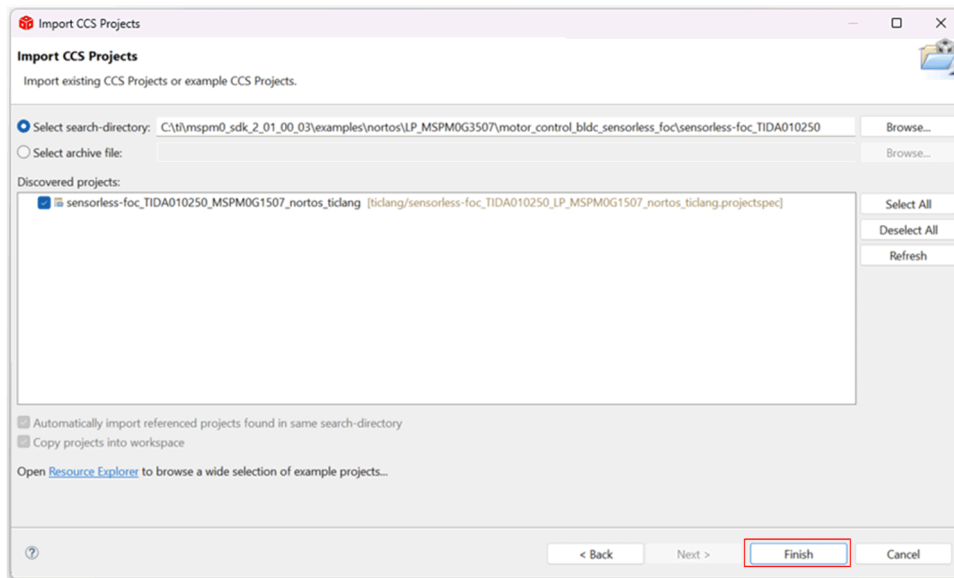 Import CCS Projects
Import CCS Projects
Import existing CCS Projects or example CCS Projects.
Select search-directory: C:\ti\mspm0_sdk_2_01_00_03\examples\nortos\LP_MSPM0G3507\motor_control_bldc_sensorless_foc\sensorless-foc_TIDA010250 Browse...
Select archive file: Browse...
Discovered projects:
sensorless-foc_TIDA010250_MSPM0G1507_nortos_ticlang [ticlang/sensorless-foc_TIDA010250_LP_MSPM0G1507_nortos_ticlang.projectspec] Select All
Deselect All
Refresh
Automatically import referenced projects found in same search-directory
Copy projects into workspace
Open Resource Explorer to browse a wide selection of example projects...
? < Back Next > Finish Cancel